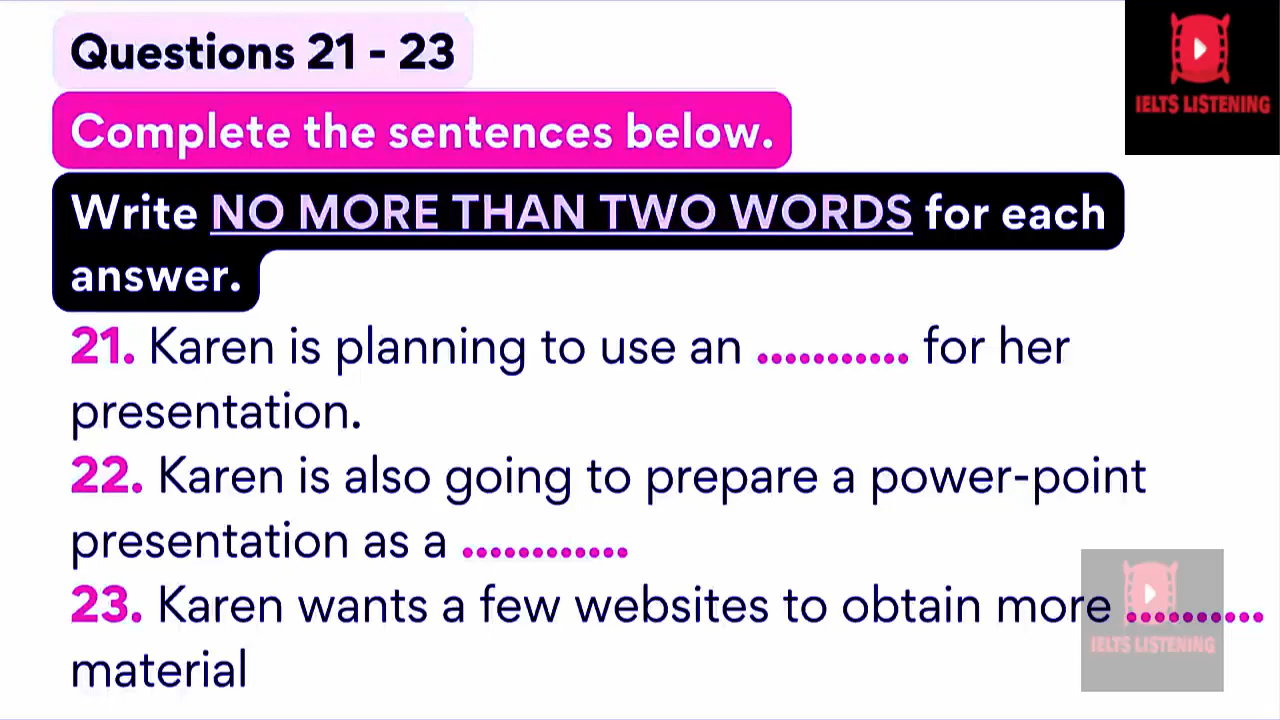 Questions 21 - 23
IELTS LISTENING
Complete the sentences below.
Write NO MORE THAN TWO WORDS for each
answer.
21. Karen is planning to use an ........... for her
presentation.
22. Karen is also going to prepare a power-point
presentation as a ............
23. Karen wants a few websites to obtain more ..........
material
IELTS LISTENING